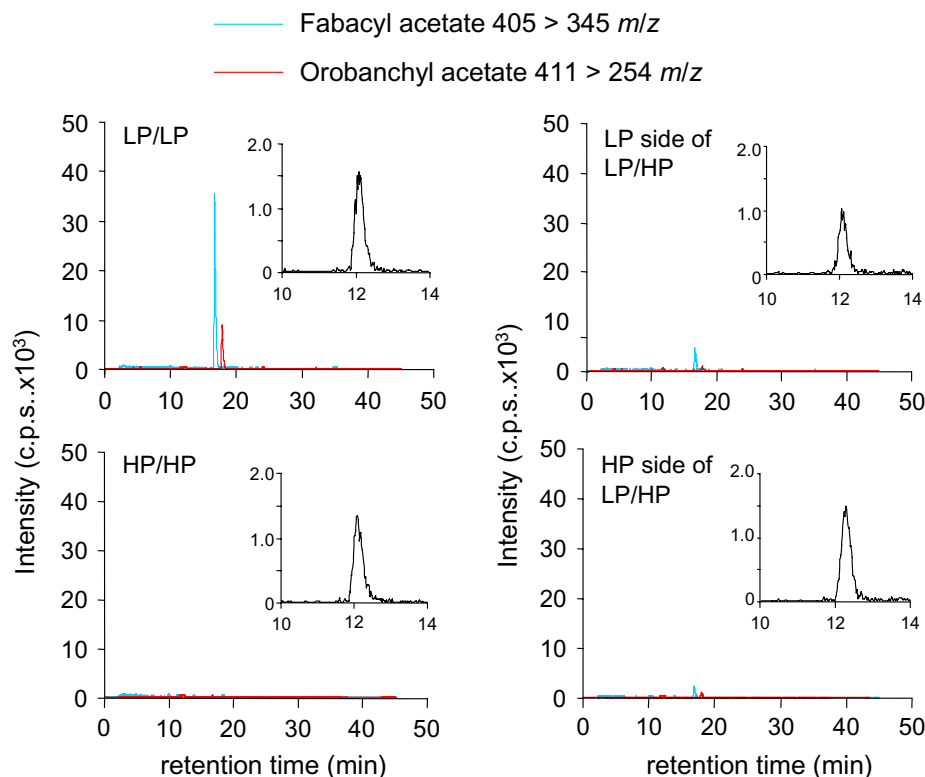 Fabacyl acetate 405 > 345 m/z
Orobanchyl acetate 411 > 254 m/z
LP/LP
50
40
30
20
10
0
0 10 20 30 40 50
2.0
1.0
0
10 12 14
LP side of
LP/HP
50
40
30
20
10
0
0 10 20 30 40 50
2.0
1.0
0
10 12 14
Intensity (c.p.s..x10³)
Intensity (c.p.s..x10³)
HP/HP
50
40
30
20
10
0
0 10 20 30 40 50
2.0
1.0
0
10 12 14
retention time (min)
HP side of
LP/HP
50
40
30
20
10
0
0 10 20 30 40 50
2.0
1.0
0
10 12 14
retention time (min)